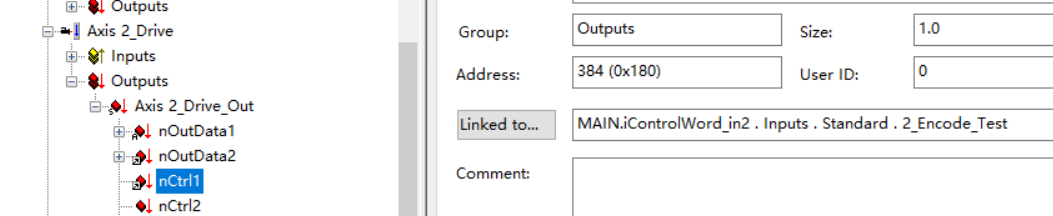 Outputs
Axis 2_Drive
Inputs
Outputs
Axis 2_Drive_Out
nOutData1
nOutData2
nCtrl1
nCtrl2
Group: Outputs Size: 1.0
Address: 384 (0x180) User ID: 0
Linked to... MAIN.iControlWord_in2 . Inputs . Standard . 2_Encode_Test
Comment: